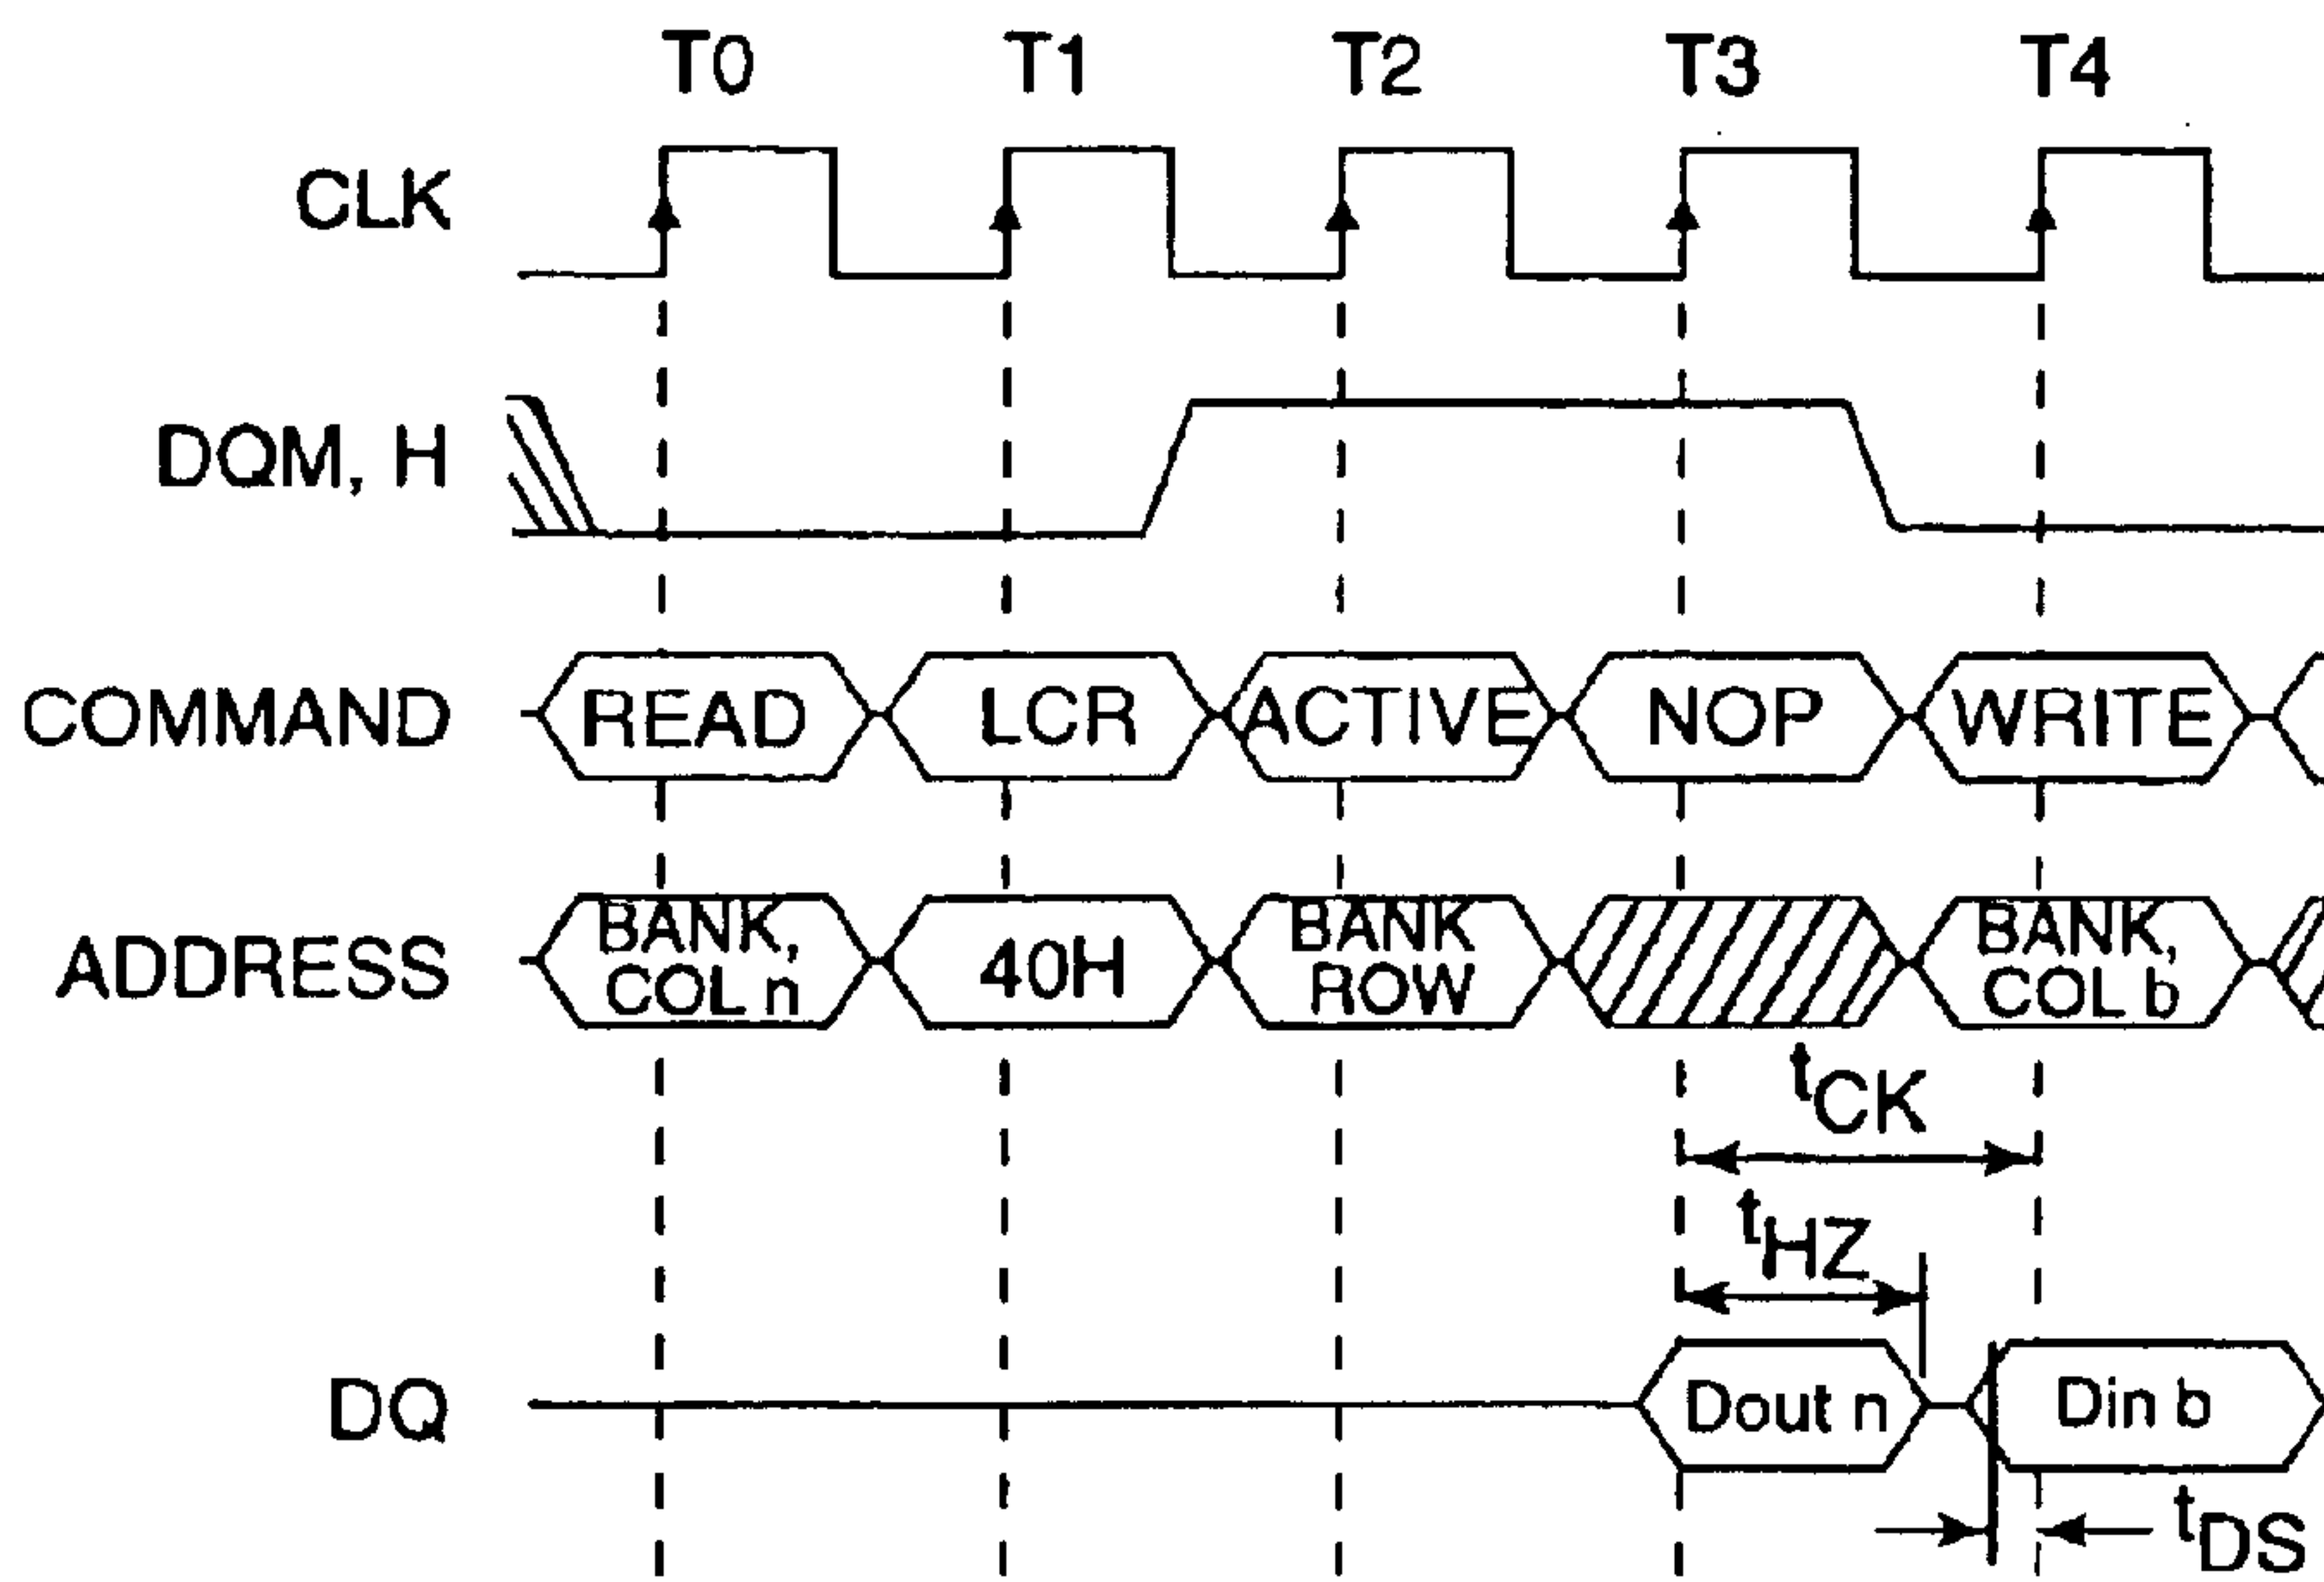 T0 T1 T2 T3 T4
CLK
DQM, H
COMMAND READ LCR ACTIVE NOP WRITE
ADDRESS BANK, COL n 40H BANK ROW BANK, COL b
tCK
tHZ
DQ Dout n Din b
tDS